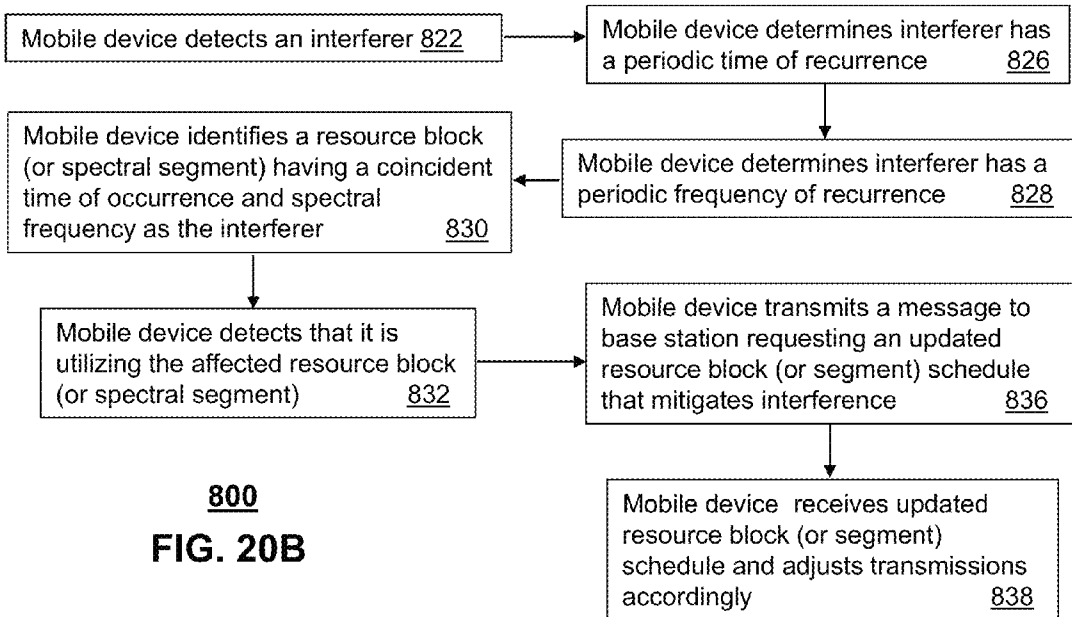 Mobile device detects an interferer 822
Mobile device determines interferer has
a periodic time of recurrence 826
Mobile device determines interferer has a
periodic frequency of recurrence 828
Mobile device identifies a resource block
(or spectral segment) having a coincident
time of occurrence and spectral
frequency as the interferer 830
Mobile device detects that it is
utilizing the affected resource block
(or spectral segment) 832
Mobile device transmits a message to
base station requesting an updated
resource block (or segment) schedule
that mitigates interference 836
Mobile device receives updated
resource block (or segment)
schedule and adjusts transmissions
accordingly 838
800
FIG. 20B